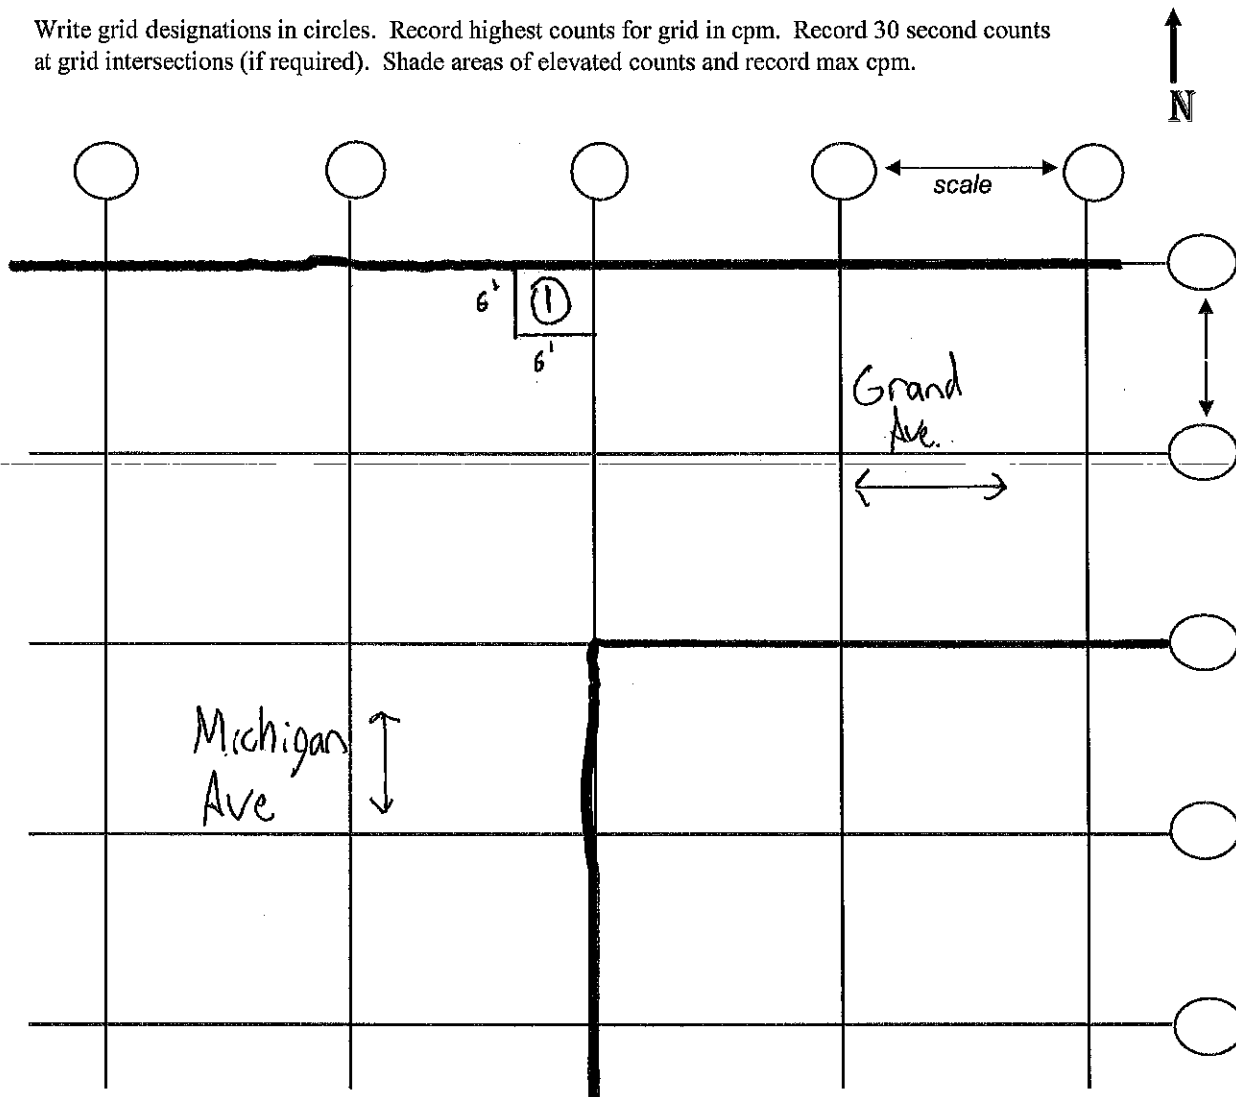 Write grid designations in circles. Record highest counts for grid in cpm. Record 30 second counts
at grid intersections (if required). Shade areas of elevated counts and record max cpm.
N
scale
6' 1
6'
Grand
Ave.
Michigan
Ave